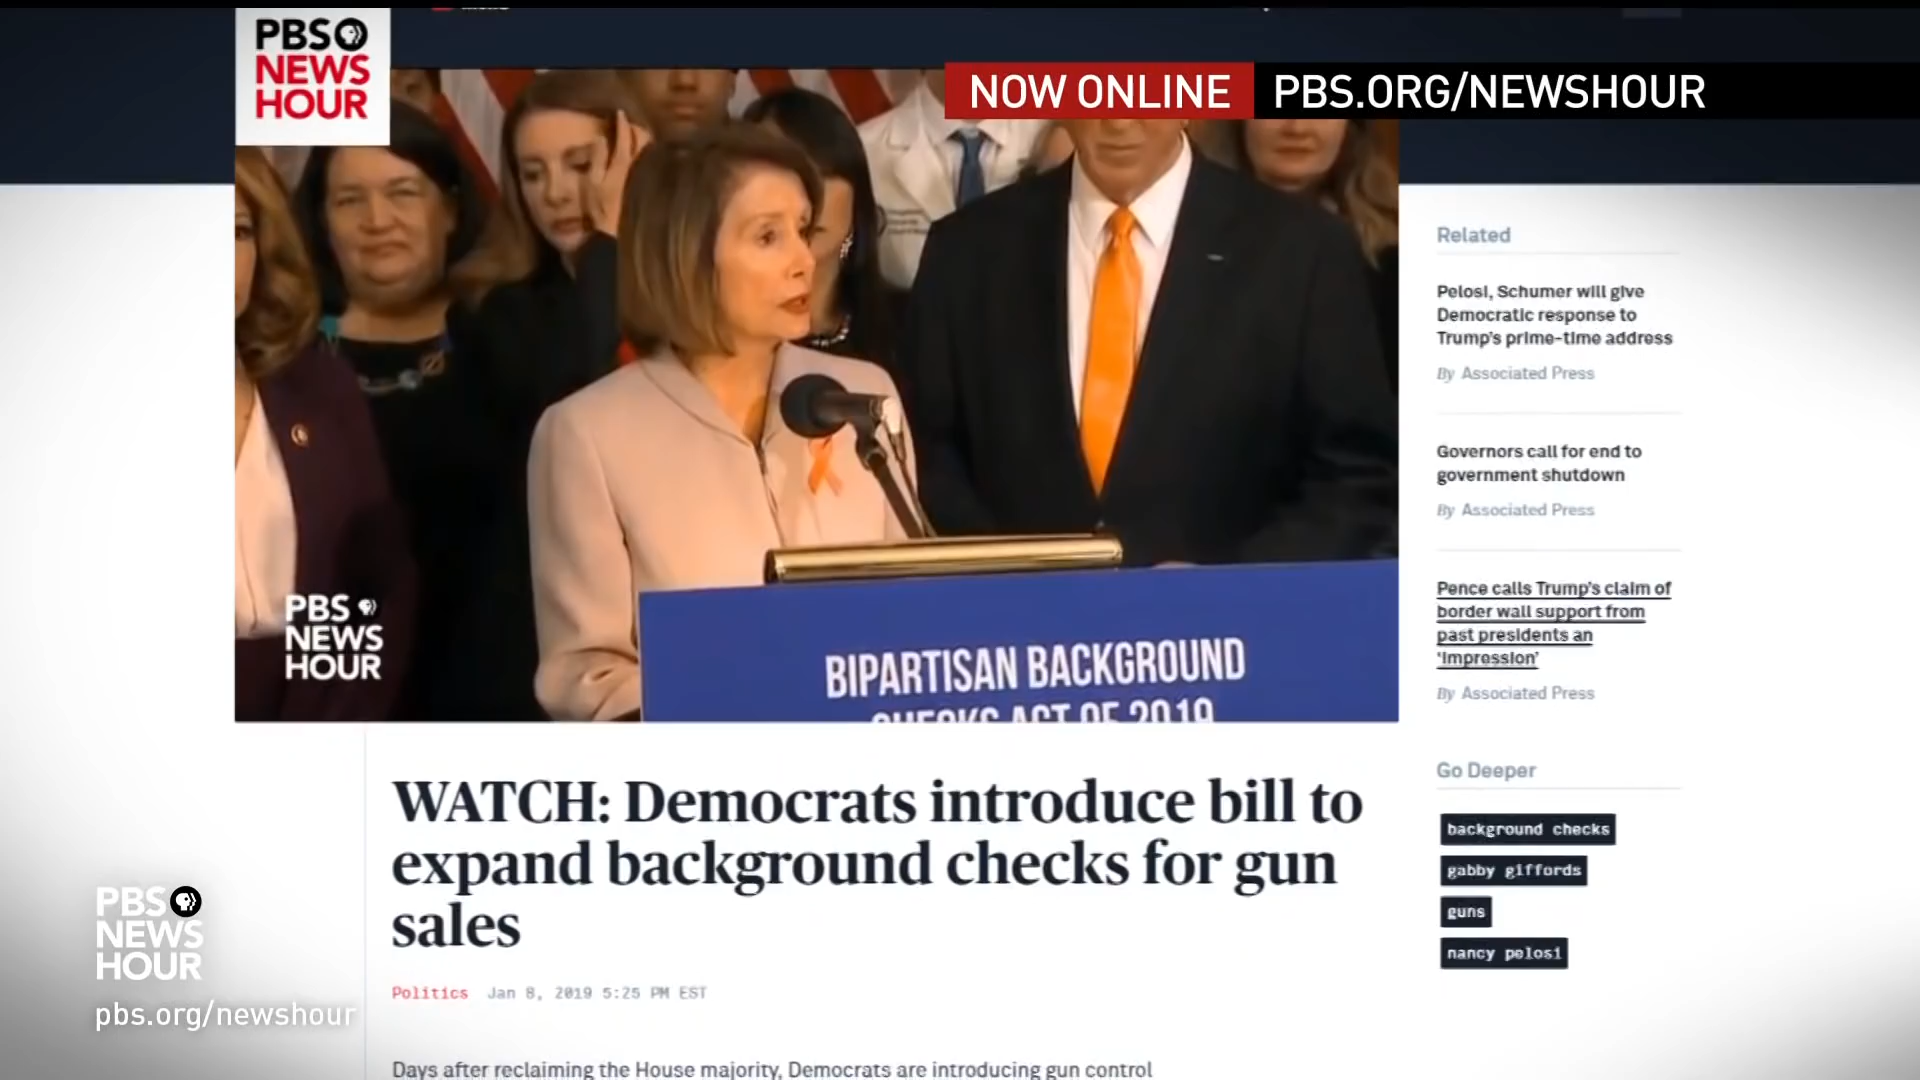 PBS
NEWS
HOUR
NOW ONLINE
PBS.ORG/NEWSHOUR
PBS
NEWS
HOUR
BIPARTISAN BACKGROUND
CHECKS ACT OF 2019
WATCH: Democrats introduce bill to
expand background checks for gun
sales
Politics Jan 8, 2019 5:25 PM EST
Days after reclaiming the House majority, Democrats are introducing gun control
Related
Pelosi, Schumer will give
Democratic response to
Trump's prime-time address
By Associated Press
Governors call for end to
government shutdown
By Associated Press
Pence calls Trump's claim of
border wall support from
past presidents an
‘impression’
By Associated Press
Go Deeper
background checks
gabby giffords
guns
nancy pelosi
PBS
NEWS
HOUR
pbs.org/newshour